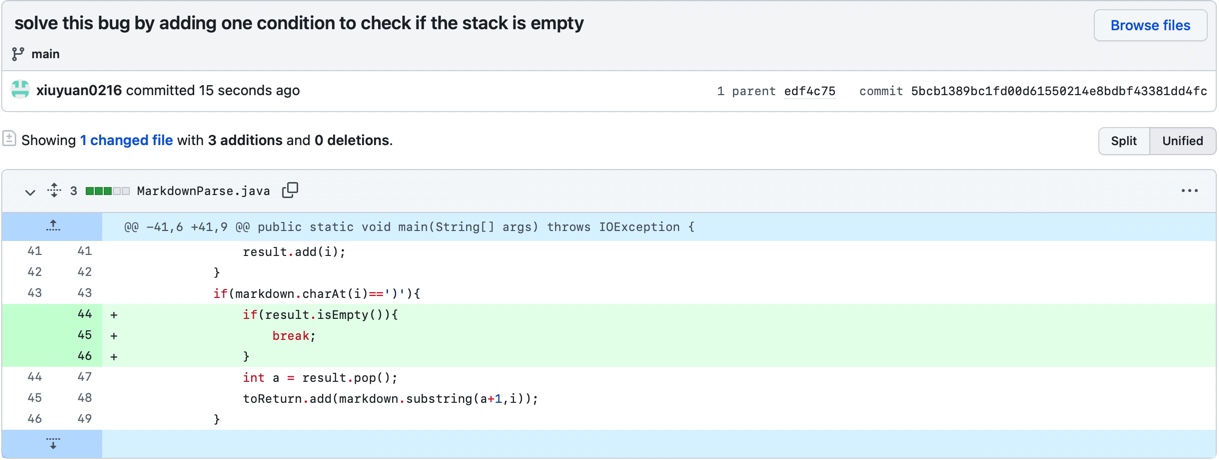 solve this bug by adding one condition to check if the stack is empty
Browse files
main
xiuyuan0216 committed 15 seconds ago
1 parent edf4c75 commit 5bcb1389bc1fd00d61550214e8bdbf43381dd4fc
Showing 1 changed file with 3 additions and 0 deletions.
Split Unified
3 MarkdownParse.java
@@ -41,6 +41,9 @@ public static void main(String[] args) throws IOException {
41 41 result.add(i);
42 42 }
43 43 if(markdown.charAt(i)==')'){
44 + if(result.isEmpty()){
45 + break;
46 + }
44 47 int a = result.pop();
45 48 toReturn.add(markdown.substring(a+1,i));
46 49 }